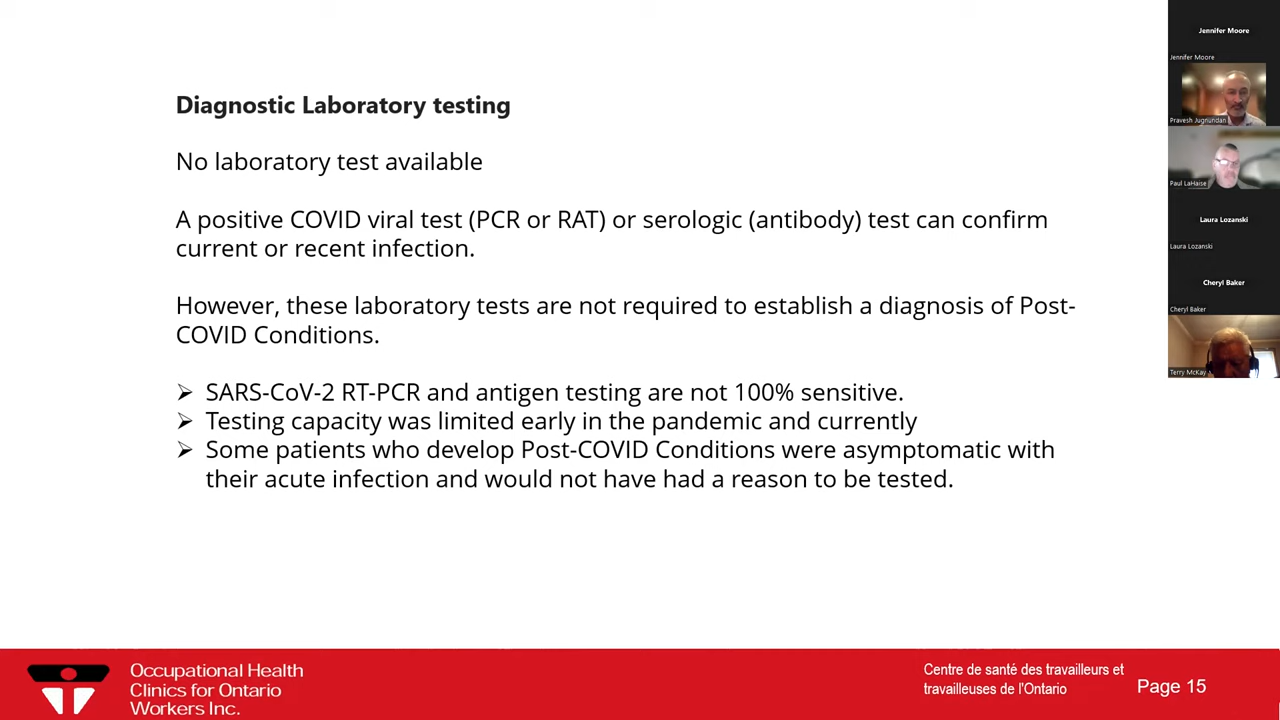 Diagnostic Laboratory testing
No laboratory test available
A positive COVID viral test (PCR or RAT) or serologic (antibody) test can confirm
current or recent infection.
However, these laboratory tests are not required to establish a diagnosis of Post-
COVID Conditions.
➢ SARS-CoV-2 RT-PCR and antigen testing are not 100% sensitive.
➢ Testing capacity was limited early in the pandemic and currently
➢ Some patients who develop Post-COVID Conditions were asymptomatic with
their acute infection and would not have had a reason to be tested.
Occupational Health
Clinics for Ontario
Workers Inc.
Centre de santé des travailleurs et
travailleuses de l'Ontario
Page 15
Jennifer Moore
Jennifer Moore
Pravesh Jugnundan
Paul LaHaise
Laura Lozanski
Laura Lozanski
Cheryl Baker
Cheryl Baker
Terry McKay